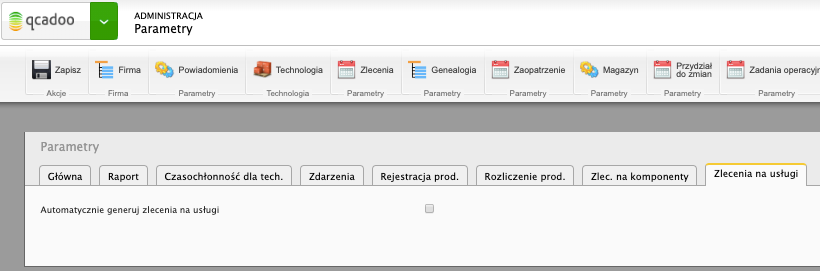 qcadoo
ADMINISTRACJA
Parametry
Zapisz Firma Powiadomienia Technologia Zlecenia Genealogia Zaopatrzenie Magazyn Przydział do zmian Zadania operacyj
Akcje Firma Parametry Technologia Parametry Parametry Parametry Parametry Parametry Parametry
Parametry
Główna Raport Czasochłonność dla tech. Zdarzenia Rejestracja prod. Rozliczenie prod. Zlec. na komponenty Zlecenia na usługi
Automatycznie generuj zlecenia na usługi